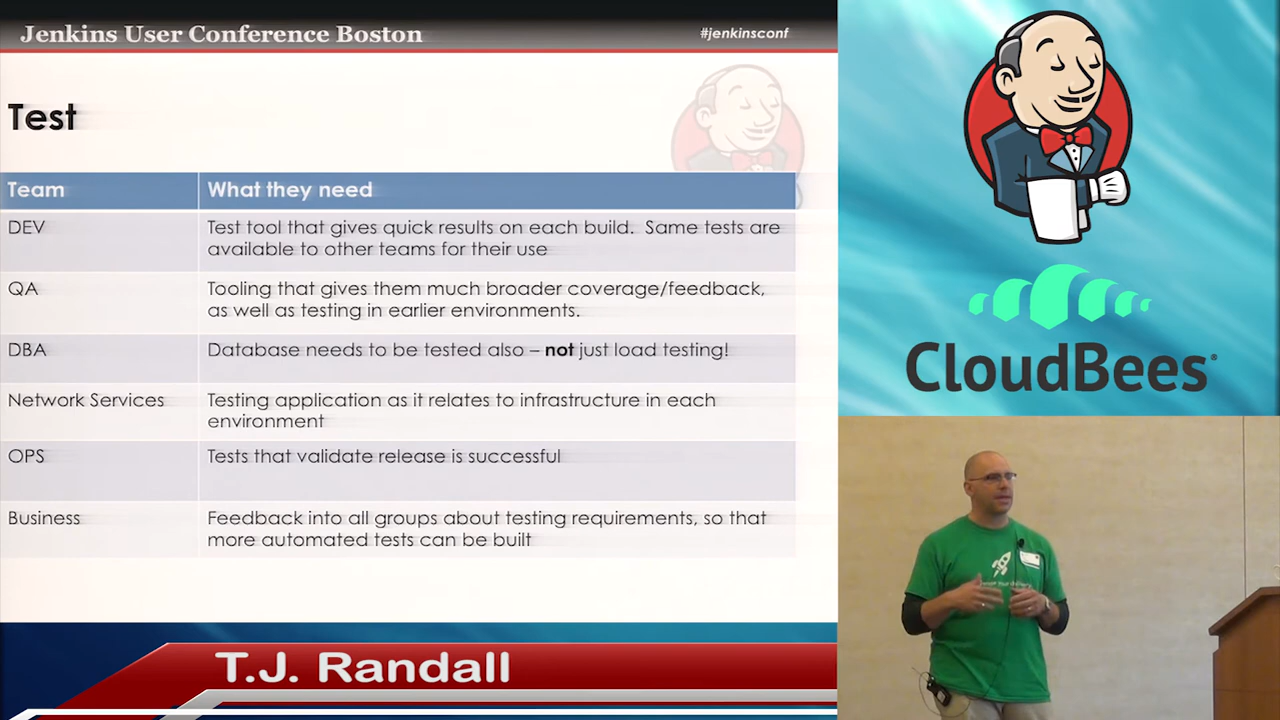 Jenkins User Conference Boston
#jenkinsconf
Test
Team
What they need
DEV
Test tool that gives quick results on each build. Same tests are
available to other teams for their use
QA
Tooling that gives them much broader coverage/feedback,
as well as testing in earlier environments.
DBA
Database needs to be tested also – not just load testing!
Network Services
Testing application as it relates to infrastructure in each
environment
OPS
Tests that validate release is successful
Business
Feedback into all groups about testing requirements, so that
more automated tests can be built
T.J. Randall
CloudBees®